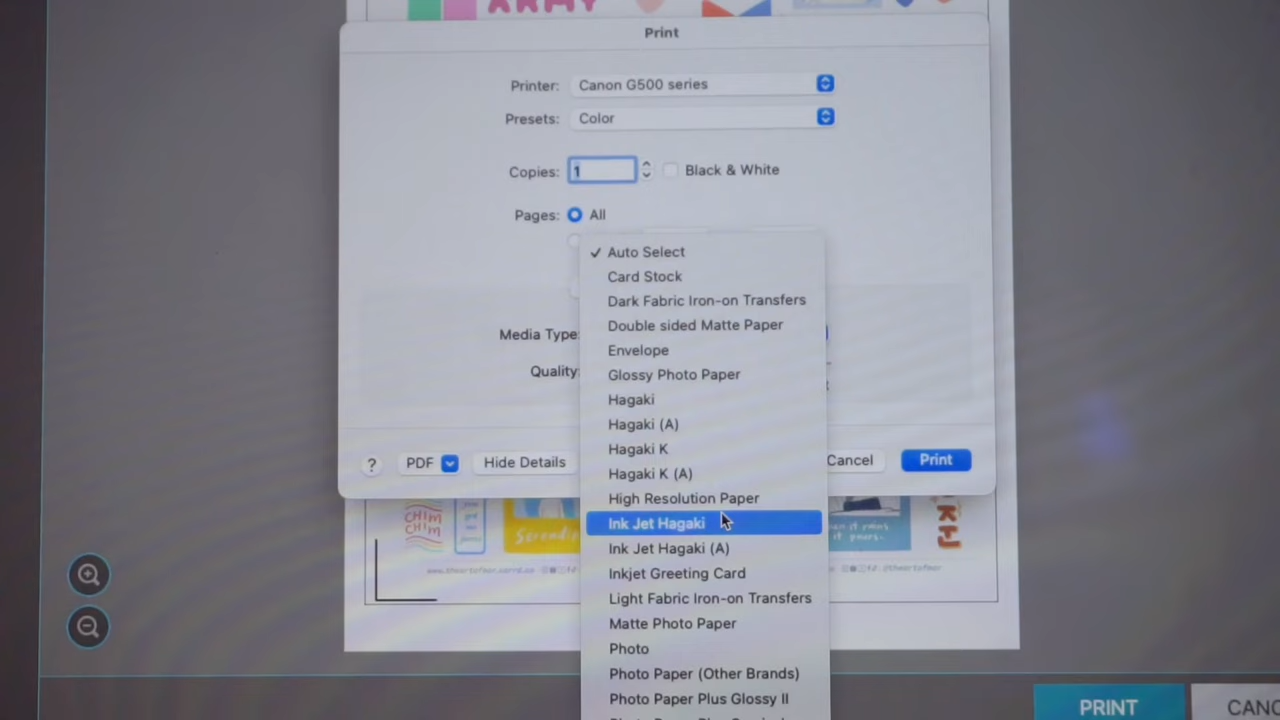 ARMY
Print
Printer: Canon G500 series
Presets: Color
Copies: 1 Black & White
Pages: All
✓ Auto Select
Card Stock
Dark Fabric Iron-on Transfers
Double sided Matte Paper
Envelope
Glossy Photo Paper
Hagaki
Hagaki (A)
Hagaki K
Hagaki K (A)
High Resolution Paper
Ink Jet Hagaki
Ink Jet Hagaki (A)
Inkjet Greeting Card
Light Fabric Iron-on Transfers
Matte Photo Paper
Photo
Photo Paper (Other Brands)
Photo Paper Plus Glossy II
Media Type:
Quality:
? PDF Hide Details Cancel Print
CHIM
CHIM
it pours.
PRINT